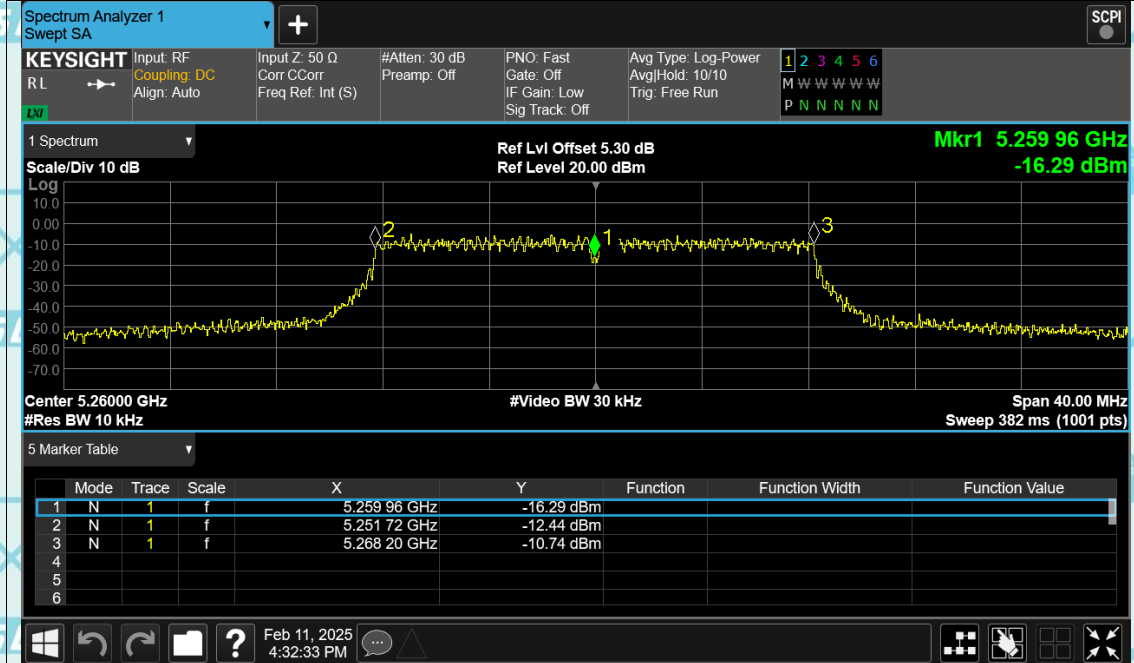 Spectrum Analyzer 1
Swept SA
+
SCPI
KEYSIGHT
RL
LXI
Input: RF
Coupling: DC
Align: Auto
Input Z: 50 Ω
Corr CCorr
Freq Ref: Int (S)
#Atten: 30 dB
Preamp: Off
PNO: Fast
Gate: Off
IF Gain: Low
Sig Track: Off
Avg Type: Log-Power
Avg|Hold: 10/10
Trig: Free Run
1 2 3 4 5 6
M W W W W W
P N N N N N
1 Spectrum
Scale/Div 10 dB
Log
Ref Lvl Offset 5.30 dB
Ref Level 20.00 dBm
Mkr1 5.259 96 GHz
-16.29 dBm
10.0
0.00
-10.0
-20.0
-30.0
-40.0
-50.0
-60.0
-70.0
2
1
3
Center 5.26000 GHz
#Res BW 10 kHz
#Video BW 30 kHz
Span 40.00 MHz
Sweep 382 ms (1001 pts)
5 Marker Table
Mode Trace Scale X Y Function Function Width Function Value
1 N 1 f 5.259 96 GHz -16.29 dBm
2 N 1 f 5.251 72 GHz -12.44 dBm
3 N 1 f 5.268 20 GHz -10.74 dBm
4
5
6
?
Feb 11, 2025
4:32:33 PM